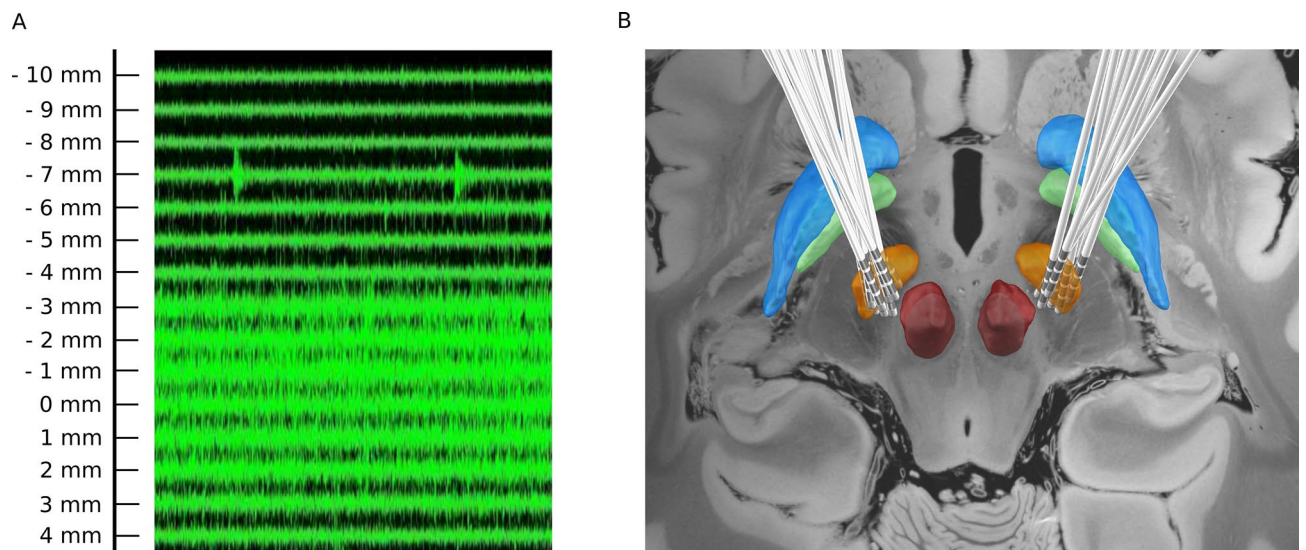 A
B
- 10 mm
- 9 mm
- 8 mm
- 7 mm
- 6 mm
- 5 mm
- 4 mm
- 3 mm
- 2 mm
- 1 mm
0 mm
1 mm
2 mm
3 mm
4 mm